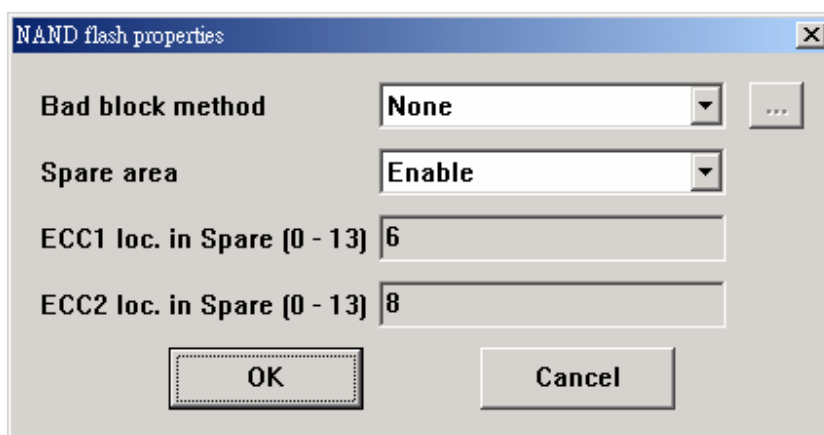 NAND flash properties
Bad block method None ...
Spare area Enable
ECC1 loc. in Spare (0 - 13) 6
ECC2 loc. in Spare (0 - 13) 8
OK Cancel